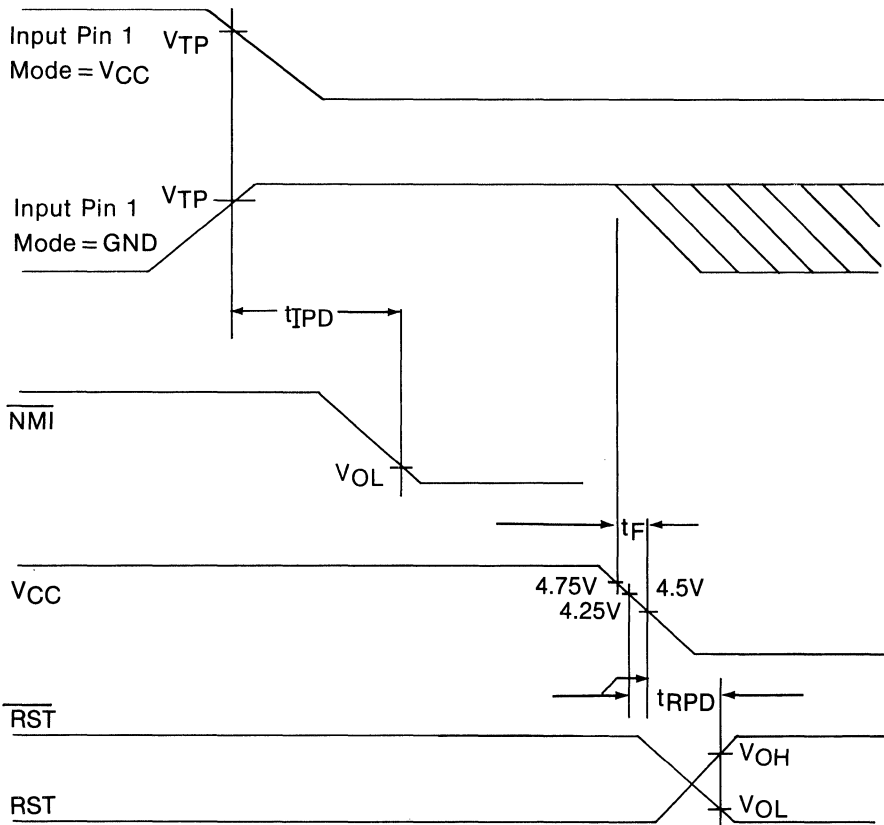 Input Pin 1
Mode = VCC
VTP
Input Pin 1
Mode = GND
VTP
tIPD
NMI
VOL
tF
VCC
4.75V
4.5V
4.25V
tRPD
RST
VOH
RST
VOL